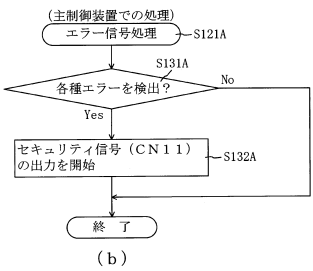 (主制御装置での処理)
エラー信号処理
S121A
S131A
各種エラーを検出?
No
Yes
セキュリティ信号(CN11)
の出力を開始
S132A
終 了
(b)